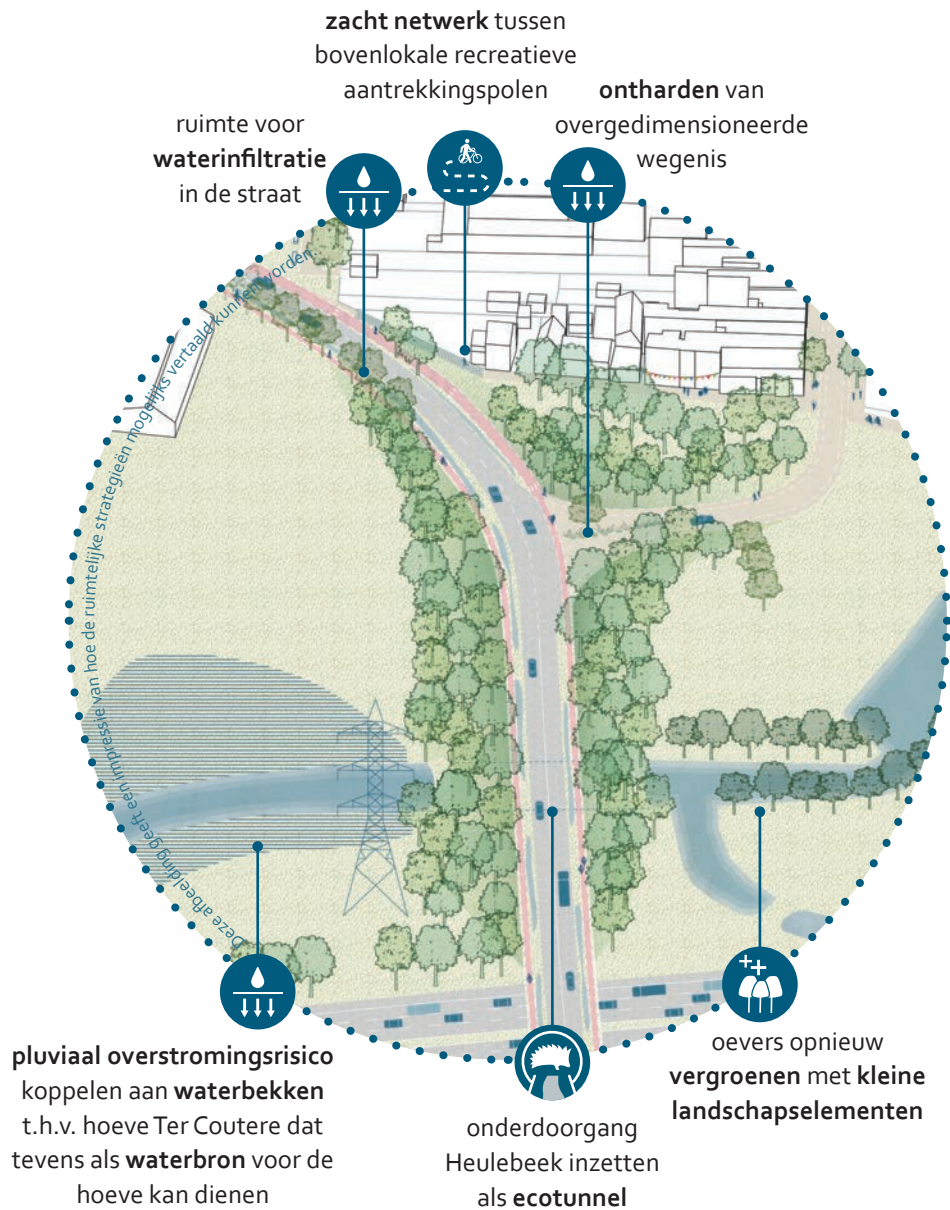 zacht netwerk tussen
bovenlokale recreatieve
aantrekkingspolen
ontharden van
overgedimensioneerde
wegenis
ruimte voor
waterinfiltratie
in de straat
Deze afbeelding geeft een impressie van hoe de ruimtelijke strategieën mogelijks vertaald kunnen worden
pluviaal overstromingsrisico
koppelen aan waterbekken
t.h.v. hoeve Ter Coutere dat
tevens als waterbron voor de
hoeve kan dienen
onderdoorgang
Heulebeek inzetten
als ecotunnel
oevers opnieuw
vergroenen met kleine
landschapselementen